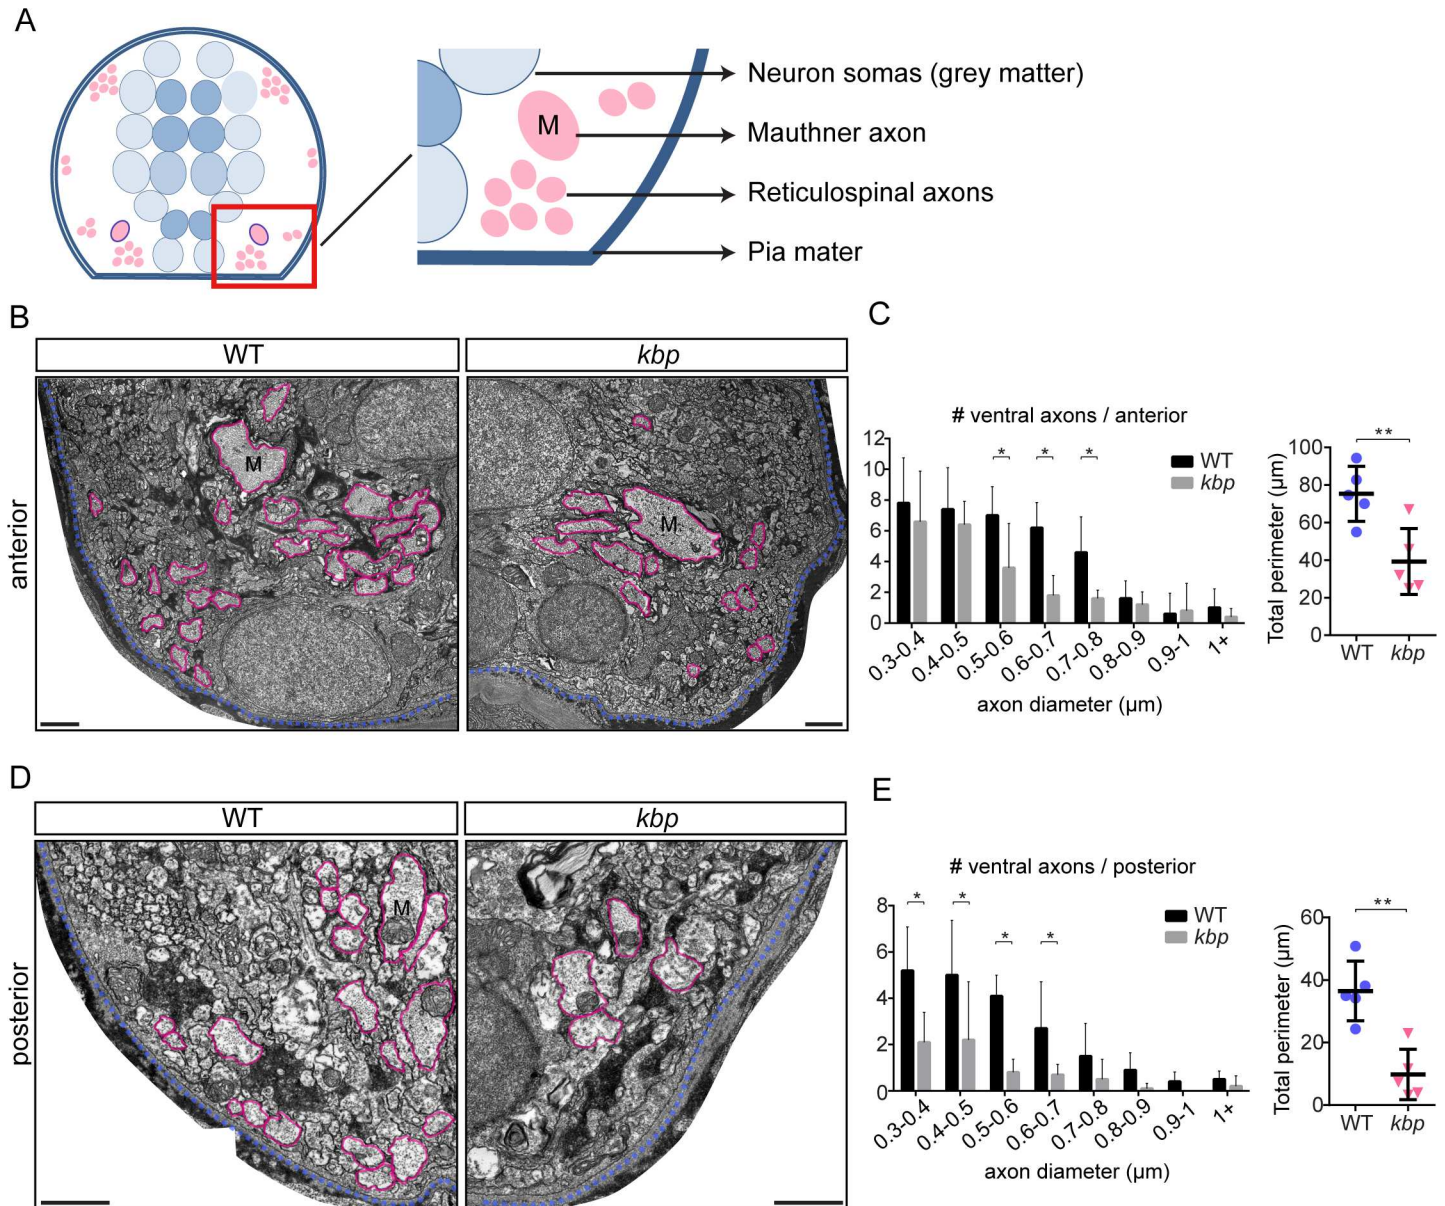 A
Neuron somas (grey matter)
M
Mauthner axon
Reticulospinal axons
Pia mater
B
WT
kbp
anterior
M
M
C
# ventral axons / anterior
WT
kbp
12
10
8
6
4
2
0
* * *
0.3-0.4
0.4-0.5
0.5-0.6
0.6-0.7
0.7-0.8
0.8-0.9
0.9-1
1+
axon diameter (µm)
Total perimeter (µm)
100
80
60
40
20
0
**
WT
kbp
D
WT
kbp
posterior
M
E
# ventral axons / posterior
WT
kbp
8
6
4
2
0
* * * *
0.3-0.4
0.4-0.5
0.5-0.6
0.6-0.7
0.7-0.8
0.8-0.9
0.9-1
1+
axon diameter (µm)
Total perimeter (µm)
60
40
20
0
**
WT
kbp